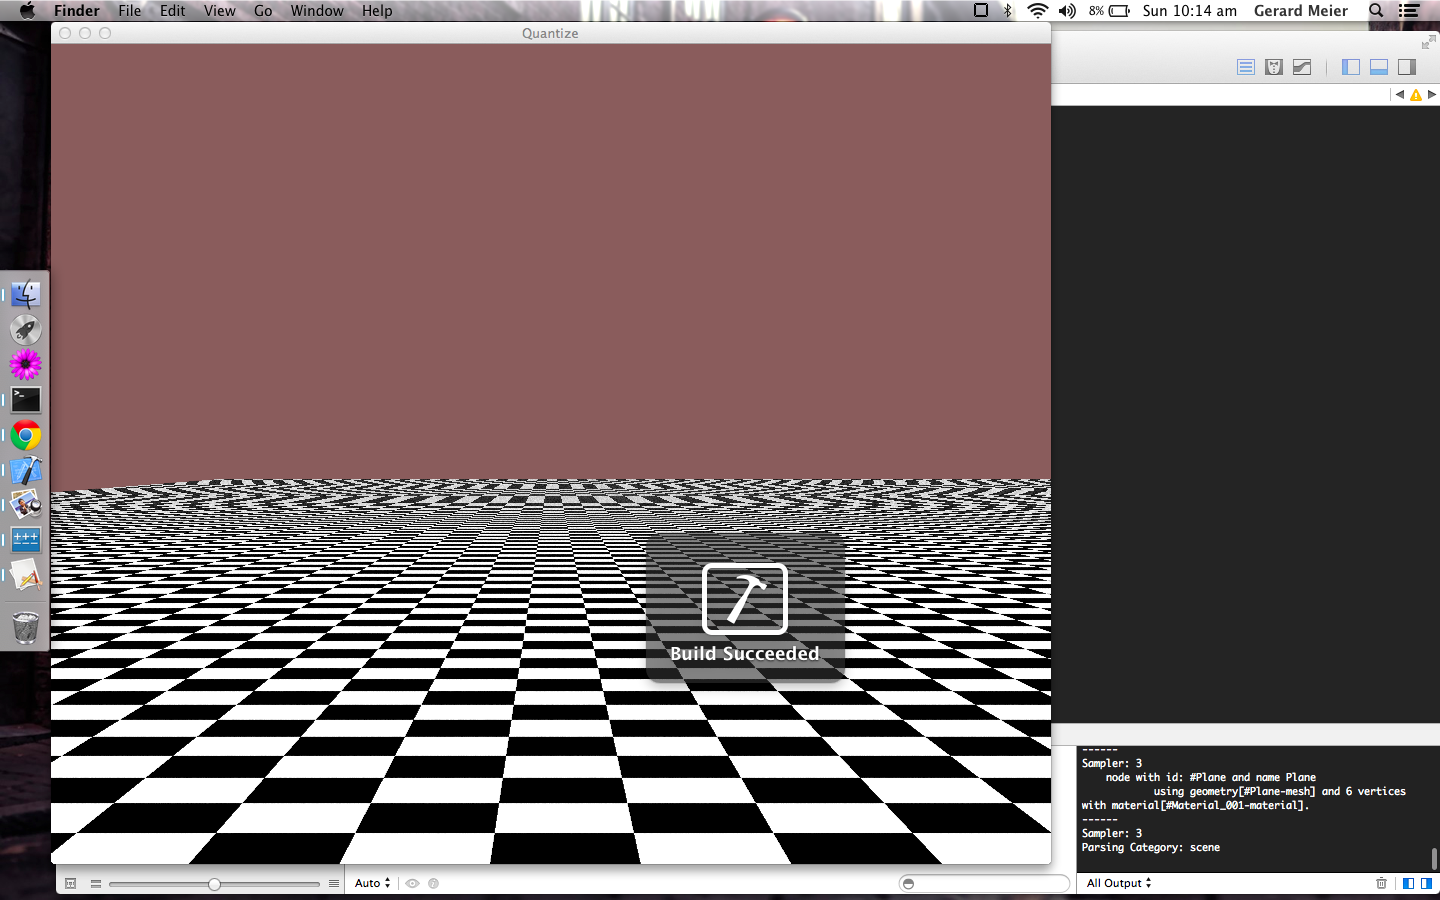 Finder File Edit View Go Window Help 8% Sun 10:14 am Gerard Meier
Quantize
Build Succeeded
------
Sampler: 3
node with id: #Plane and name Plane
using geometry[#Plane-mesh] and 6 vertices
with material[#Material_001-material].
------
Sampler: 3
Parsing Category: scene
Auto
All Output